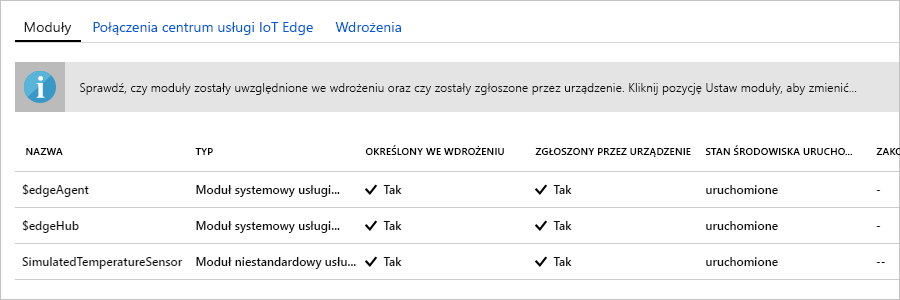 Moduły Połączenia centrum usługi IoT Edge Wdrożenia
Sprawdź, czy moduły zostały uwzględnione we wdrożeniu oraz czy zostały zgłoszone przez urządzenie. Kliknij pozycję Ustaw moduły, aby zmienić...
NAZWA TYP OKREŚLONY WE WDROŻENIU ZGŁOSZONY PRZEZ URZĄDZENIE STAN ŚRODOWISKA URUCHO... ZAKO
$edgeAgent Moduł systemowy usługi... ✓ Tak ✓ Tak uruchomione -
$edgeHub Moduł systemowy usługi... ✓ Tak ✓ Tak uruchomione -
SimulatedTemperatureSensor Moduł niestandardowy usłu... ✓ Tak ✓ Tak uruchomione --